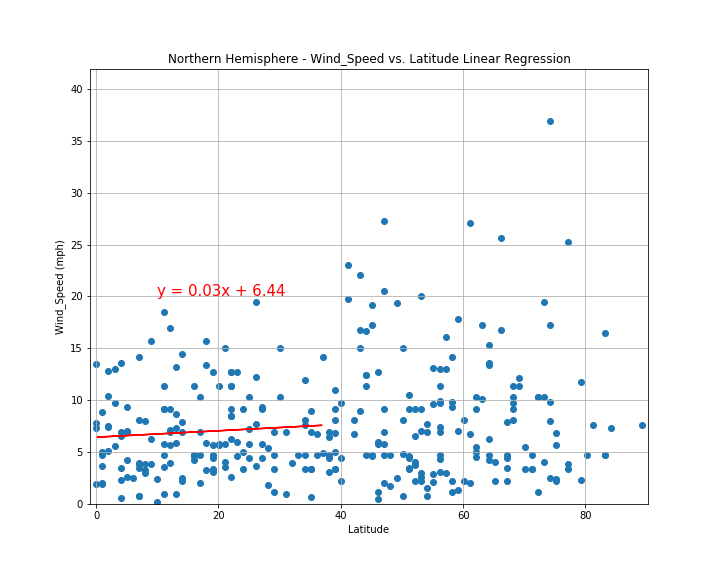 Northern Hemisphere - Wind_Speed vs. Latitude Linear Regression
40
35
30
25
20
15
10
5
0
Wind_Speed (mph)
y = 0.03x + 6.44
0 20 40 60 80
Latitude